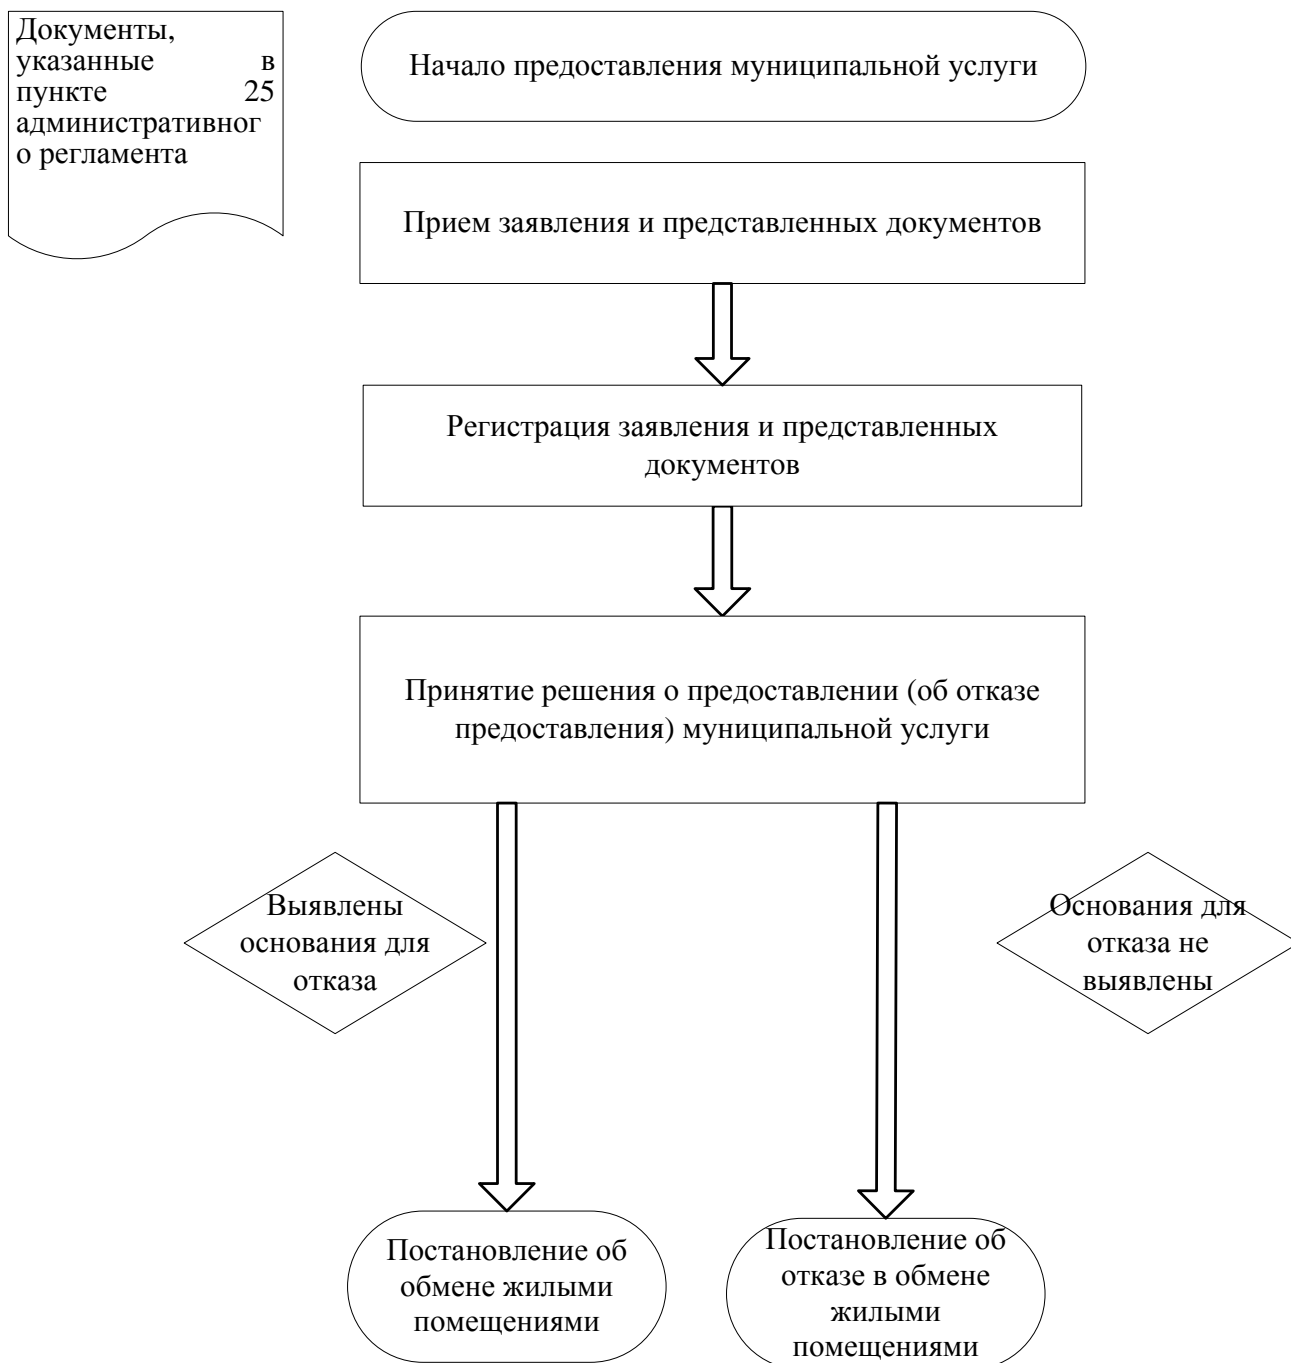 Документы,
указанные в
пункте 25
административног
о регламента
Начало предоставления муниципальной услуги
Прием заявления и представленных документов
Регистрация заявления и представленных
документов
Принятие решения о предоставлении (об отказе
предоставления) муниципальной услуги
Выявлены
основания для
отказа
Основания для
отказа не
выявлены
Постановление об
обмене жилыми
помещениями
Постановление об
отказе в обмене
жилыми
помещениями